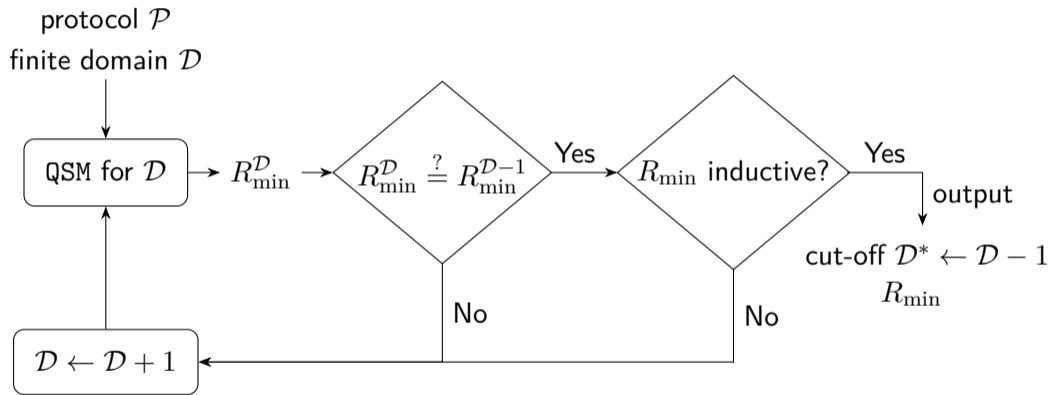 protocol 𝒫
finite domain 𝒟
QSM for 𝒟
R_min^𝒟
R_min^𝒟 ≟ R_min^{𝒟−1}
Yes
R_min inductive?
Yes
output
cut-off 𝒟* ← 𝒟 − 1
R_min
No
No
𝒟 ← 𝒟 + 1